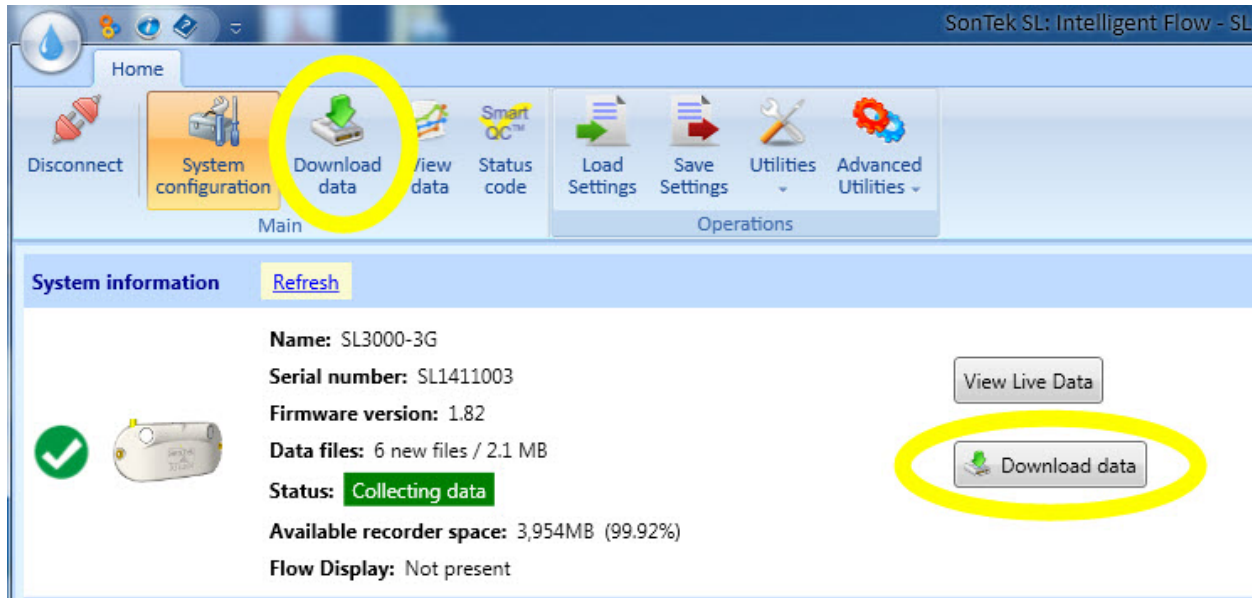 SonTek SL: Intelligent Flow - SL
Home
Disconnect
System
configuration
Download
data
View
data
Smart
QC™
Status
code
Load
Settings
Save
Settings
Utilities
Advanced
Utilities
Main
Operations
System information Refresh
Name: SL3000-3G
Serial number: SL1411003
Firmware version: 1.82
Data files: 6 new files / 2.1 MB
Status: Collecting data
Available recorder space: 3,954MB (99.92%)
Flow Display: Not present
View Live Data
Download data